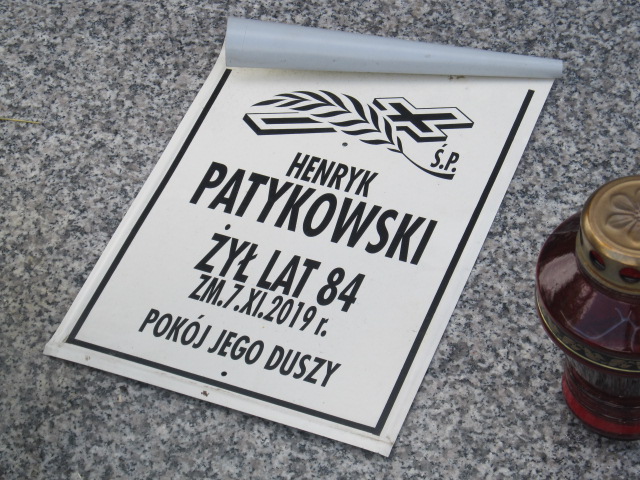 Ś.P.
HENRYK
PATYKOWSKI
ŻYŁ LAT 84
ZM.7.XI.2019 r.
POKÓJ JEGO DUSZY